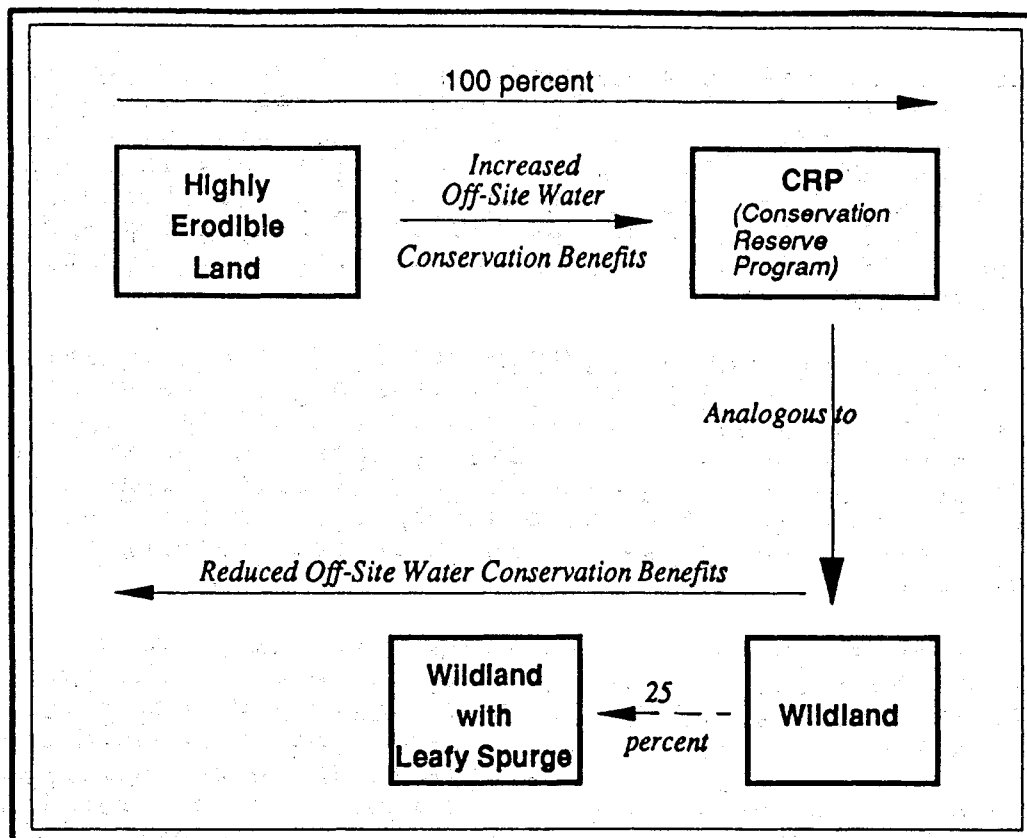 100 percent
Highly
Erodible
Land
Increased
Off-Site Water
Conservation Benefits
CRP
(Conservation
Reserve
Program)
Analogous to
Reduced Off-Site Water Conservation Benefits
Wildland
with
Leafy Spurge
25
percent
Wildland